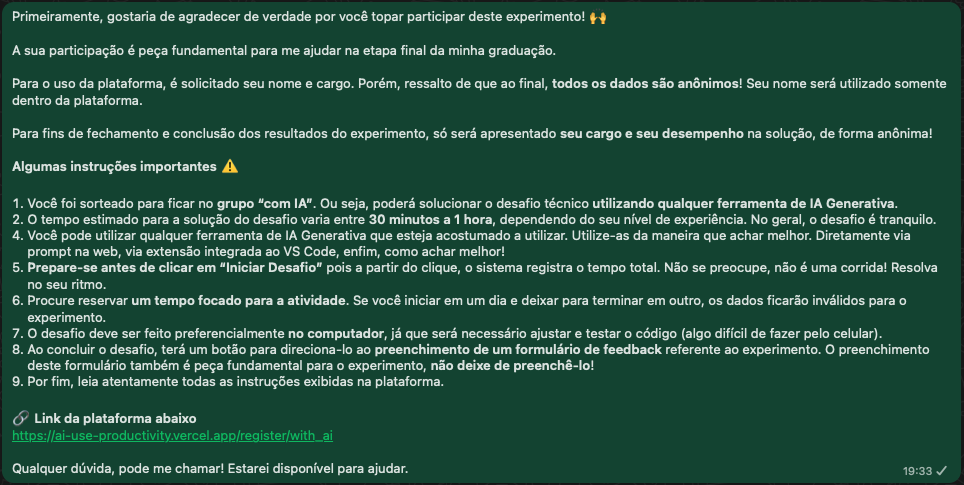 Primeiramente, gostaria de agradecer de verdade por você topar participar deste experimento! 🙌
A sua participação é peça fundamental para me ajudar na etapa final da minha graduação.
Para o uso da plataforma, é solicitado seu nome e cargo. Porém, ressalto de que ao final, todos os dados são anônimos! Seu nome será utilizado somente
dentro da plataforma.
Para fins de fechamento e conclusão dos resultados do experimento, só será apresentado seu cargo e seu desempenho na solução, de forma anônima!
Algumas instruções importantes ⚠️
1. Você foi sorteado para ficar no grupo “com IA”. Ou seja, poderá solucionar o desafio técnico utilizando qualquer ferramenta de IA Generativa.
2. O tempo estimado para a solução do desafio varia entre 30 minutos a 1 hora, dependendo do seu nível de experiência. No geral, o desafio é tranquilo.
4. Você pode utilizar qualquer ferramenta de IA Generativa que esteja acostumado a utilizar. Utilize-as da maneira que achar melhor. Diretamente via
prompt na web, via extensão integrada ao VS Code, enfim, como achar melhor!
5. Prepare-se antes de clicar em “Iniciar Desafio” pois a partir do clique, o sistema registra o tempo total. Não se preocupe, não é uma corrida! Resolva
no seu ritmo.
6. Procure reservar um tempo focado para a atividade. Se você iniciar em um dia e deixar para terminar em outro, os dados ficarão inválidos para o
experimento.
7. O desafio deve ser feito preferencialmente no computador, já que será necessário ajustar e testar o código (algo difícil de fazer pelo celular).
8. Ao concluir o desafio, terá um botão para direciona-lo ao preenchimento de um formulário de feedback referente ao experimento. O preenchimento
deste formulário também é peça fundamental para o experimento, não deixe de preenchê-lo!
9. Por fim, leia atentamente todas as instruções exibidas na plataforma.
🔗 Link da plataforma abaixo
https://ai-use-productivity.vercel.app/register/with_ai
Qualquer dúvida, pode me chamar! Estarei disponível para ajudar.
19:33 ✓